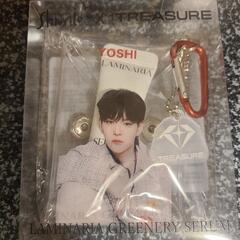 X TREASURE
YOSHI
LAMINARIA
TREASURE
LAMINARIA GREENERY SERUM